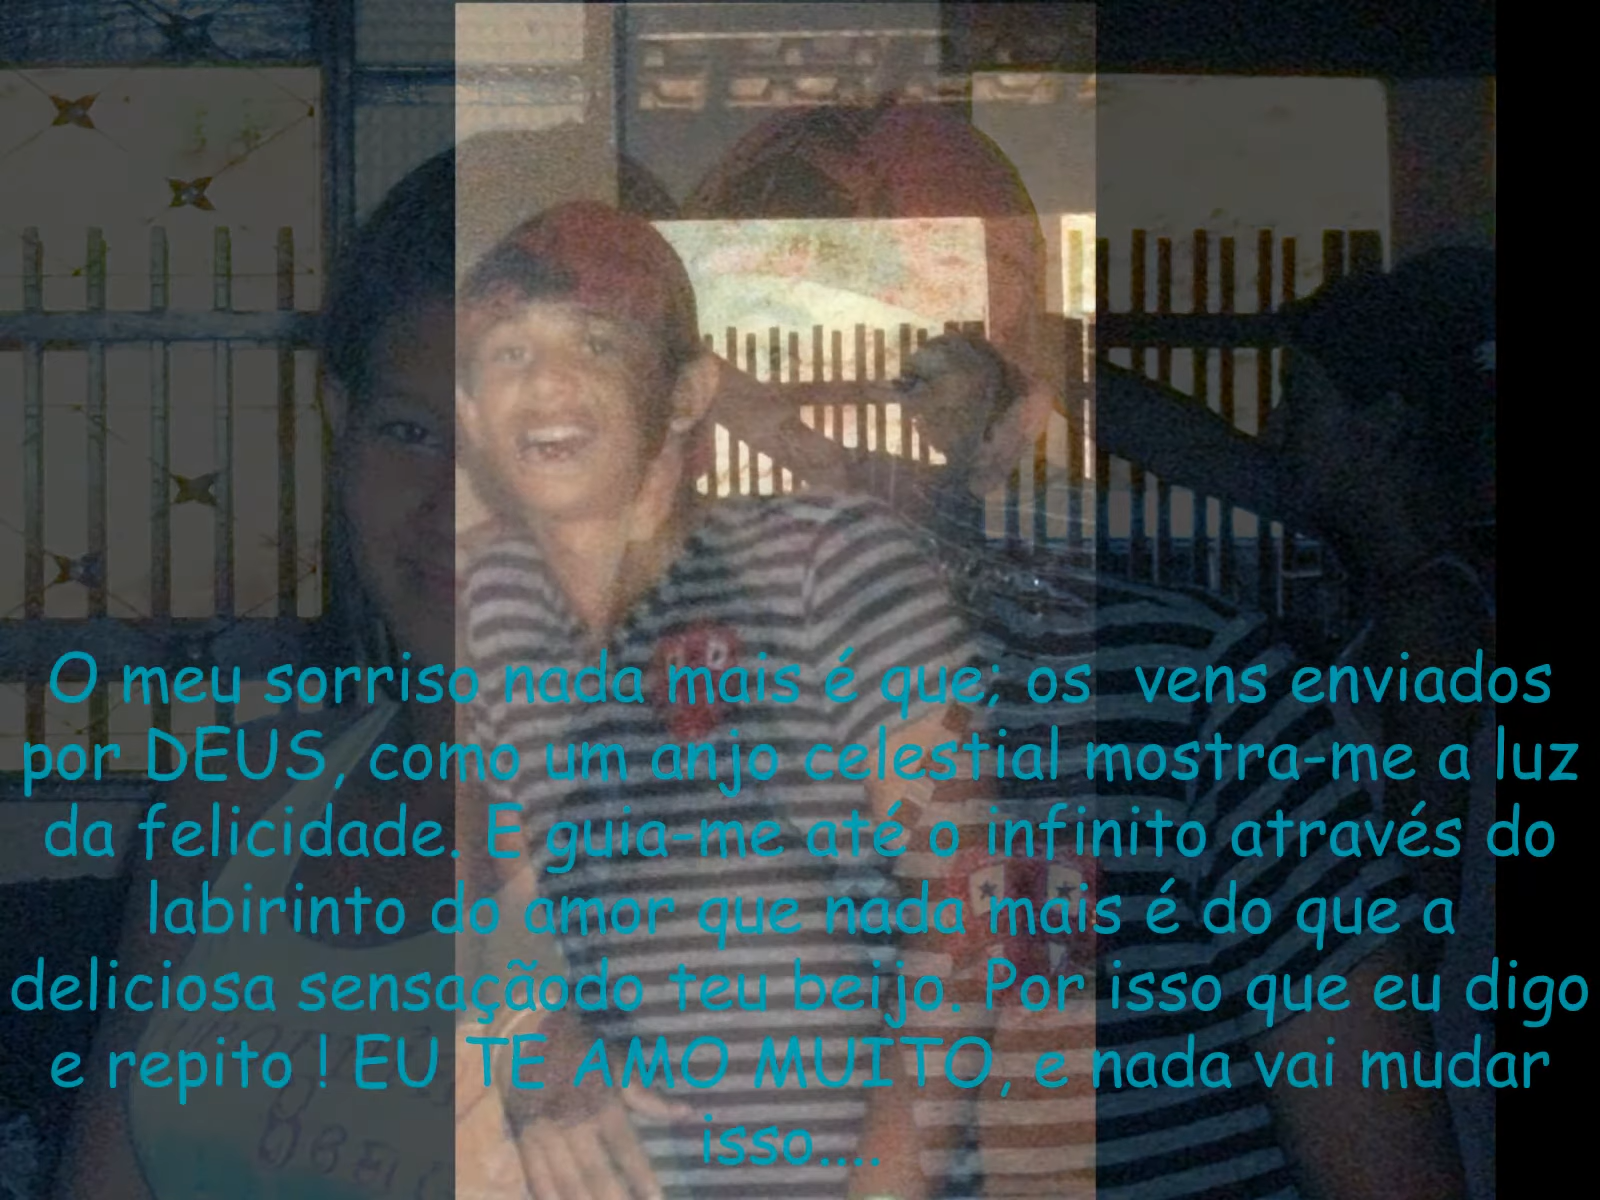 O meu sorriso nada mais é que; os vens enviados
por DEUS, como um anjo celestial mostra-me a luz
da felicidade. E guia-me até o infinito através do
labirinto do amor que nada mais é do que a
deliciosa sensaçãodo teu beijo. Por isso que eu digo
e repito ! EU TE AMO MUITO, e nada vai mudar
isso....